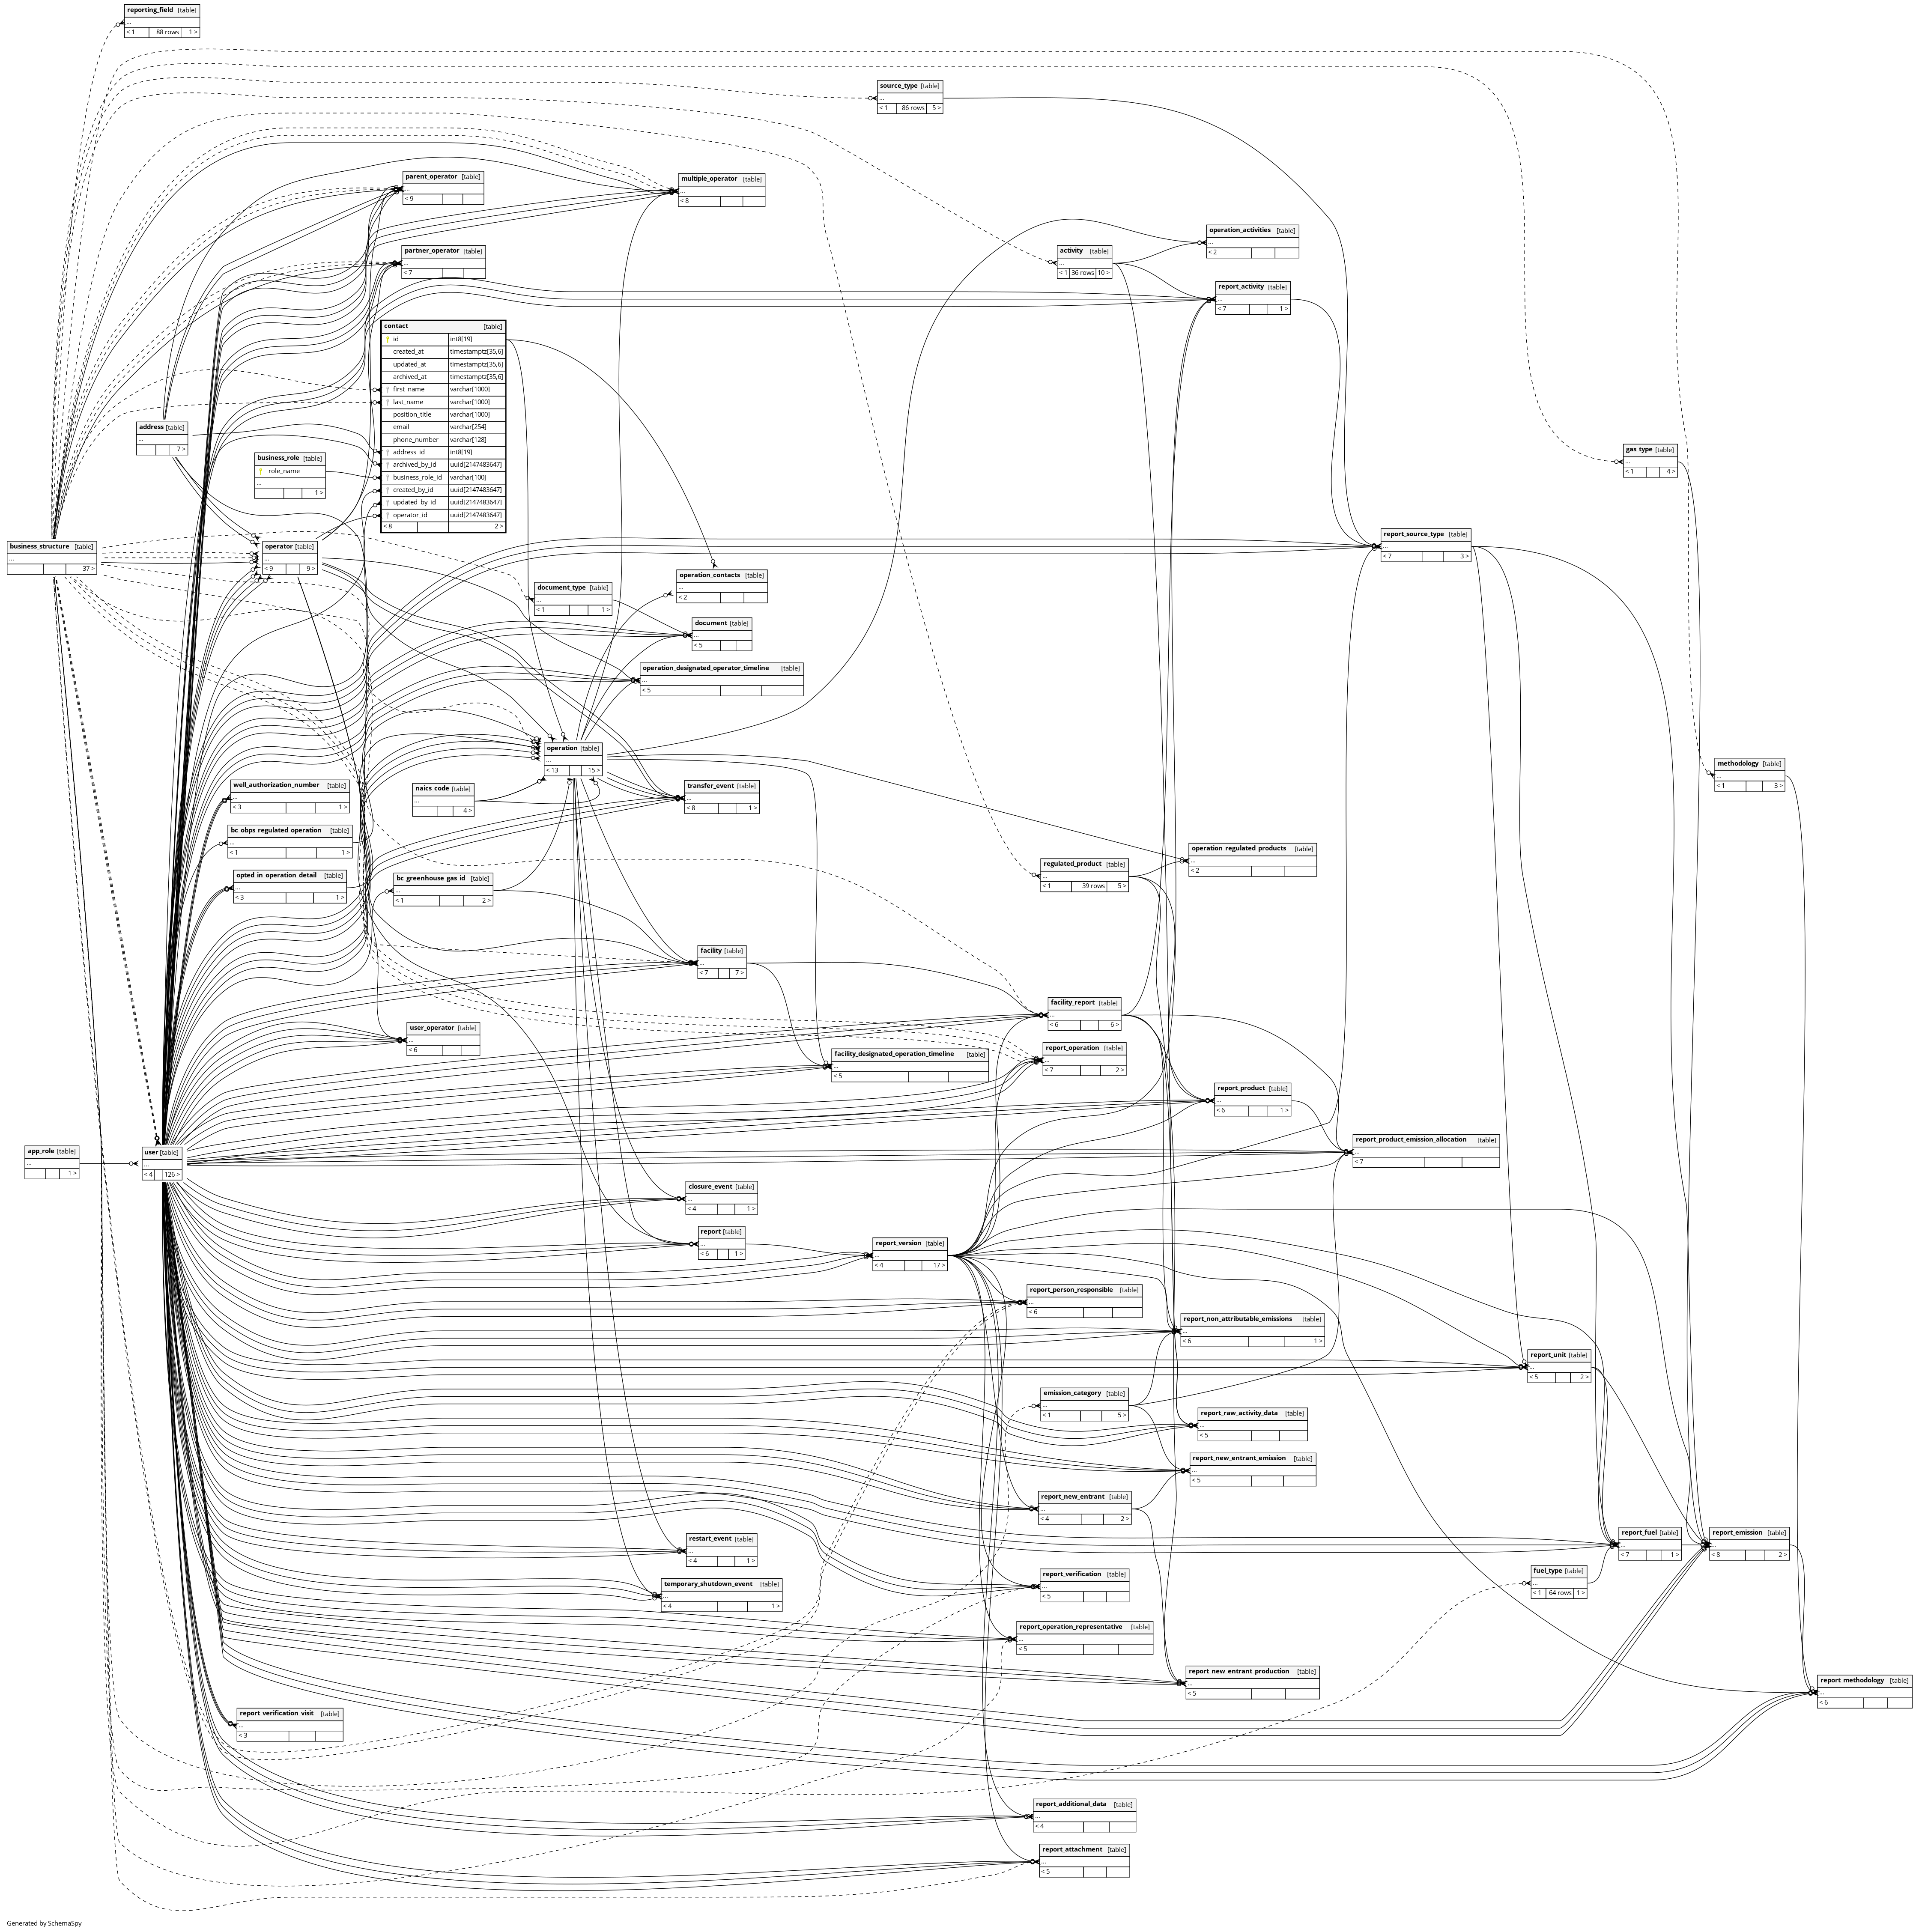 reporting_field [table]
...
< 1 88 rows 1 >
source_type [table]
...
< 1 86 rows 5 >
parent_operator [table]
...
< 9
multiple_operator [table]
...
< 8
operation_activities [table]
...
< 2
partner_operator [table]
...
< 7
activity [table]
...
< 1 36 rows 10 >
report_activity [table]
...
< 7 1 >
contact [table]
id int8[19]
created_at timestamptz[35,6]
updated_at timestamptz[35,6]
archived_at timestamptz[35,6]
first_name varchar[1000]
last_name varchar[1000]
position_title varchar[1000]
email varchar[254]
phone_number varchar[128]
address_id int8[19]
archived_by_id uuid[2147483647]
business_role_id varchar[100]
created_by_id uuid[2147483647]
updated_by_id uuid[2147483647]
operator_id uuid[2147483647]
< 8 2 >
address [table]
...
7 >
business_role [table]
role_name
...
1 >
gas_type [table]
...
< 1 4 >
business_structure [table]
...
37 >
operator [table]
...
< 9 9 >
report_source_type [table]
...
< 7 3 >
document_type [table]
...
< 1 1 >
operation_contacts [table]
...
< 2
document [table]
...
< 5
operation_designated_operator_timeline [table]
...
< 5
operation [table]
...
< 13 15 >
methodology [table]
...
< 1 3 >
well_authorization_number [table]
...
< 3 1 >
naics_code [table]
...
4 >
transfer_event [table]
...
< 8 1 >
bc_obps_regulated_operation [table]
...
< 1 1 >
operation_regulated_products [table]
...
< 2
regulated_product [table]
...
< 1 39 rows 5 >
opted_in_operation_detail [table]
...
< 3 1 >
bc_greenhouse_gas_id [table]
...
< 1 2 >
facility [table]
...
< 7 7 >
facility_report [table]
...
< 6 6 >
user_operator [table]
...
< 6
facility_designated_operation_timeline [table]
...
< 5
report_operation [table]
...
< 7 2 >
report_product [table]
...
< 6 1 >
app_role [table]
...
1 >
user [table]
...
< 4 126 >
report_product_emission_allocation [table]
...
< 7
closure_event [table]
...
< 4 1 >
report [table]
...
< 6 1 >
report_version [table]
...
< 4 17 >
report_person_responsible [table]
...
< 6
report_non_attributable_emissions [table]
...
< 6 1 >
report_unit [table]
...
< 5 2 >
emission_category [table]
...
< 1 5 >
report_raw_activity_data [table]
...
< 5
report_new_entrant_emission [table]
...
< 5
report_new_entrant [table]
...
< 4 2 >
restart_event [table]
...
< 4 1 >
report_fuel [table]
...
< 7 1 >
report_emission [table]
...
< 8 2 >
temporary_shutdown_event [table]
...
< 4 1 >
report_verification [table]
...
< 5
fuel_type [table]
...
< 1 64 rows 1 >
report_operation_representative [table]
...
< 5
report_new_entrant_production [table]
...
< 5
report_methodology [table]
...
< 6
report_verification_visit [table]
...
< 3
report_additional_data [table]
...
< 4
report_attachment [table]
...
< 5
Generated by SchemaSpy